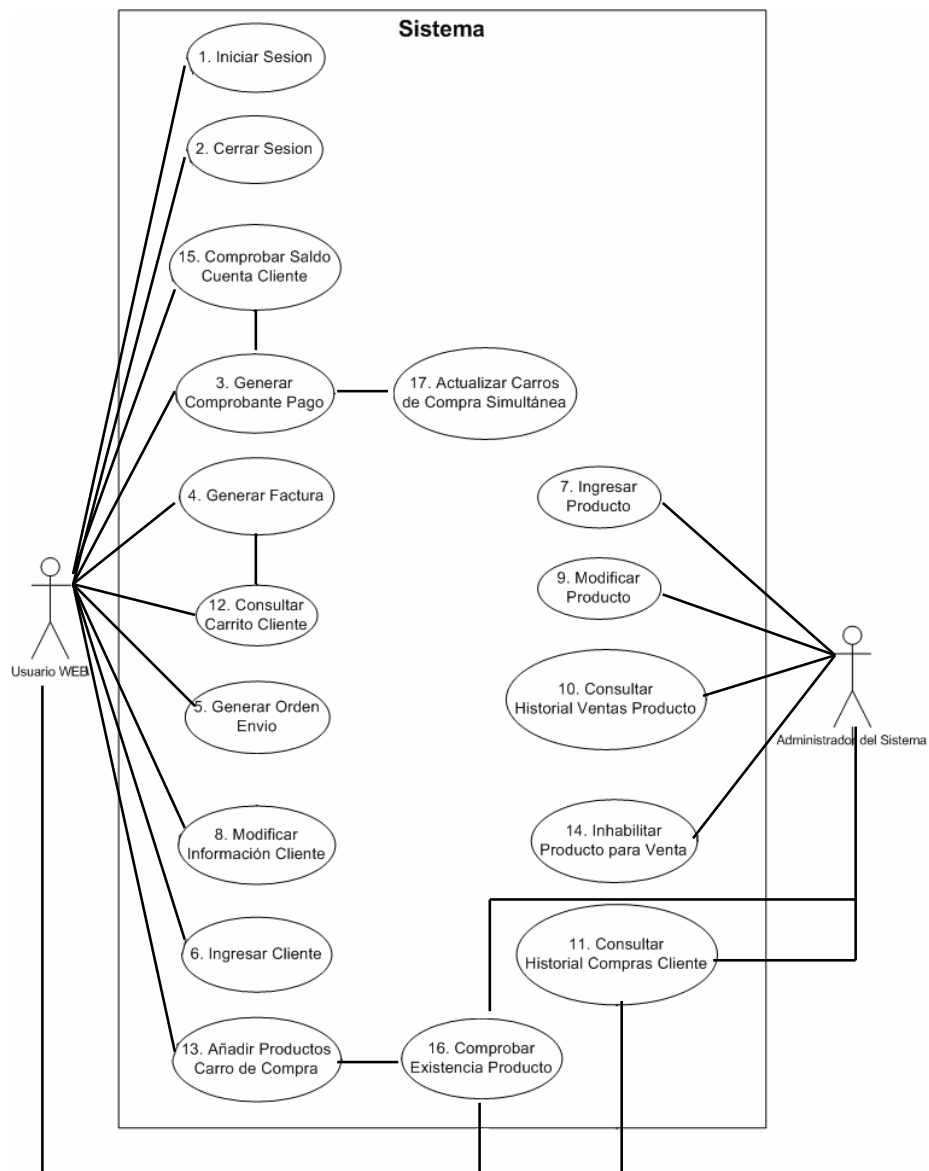 Sistema
1. Iniciar Sesion
2. Cerrar Sesion
15. Comprobar Saldo
Cuenta Cliente
3. Generar
Comprobante Pago
17. Actualizar Carros
de Compra Simultánea
4. Generar Factura
7. Ingresar
Producto
9. Modificar
Producto
12. Consultar
Carrito Cliente
Usuario WEB
10. Consultar
Historial Ventas Producto
5. Generar Orden
Envio
Administrador del Sistema
8. Modificar
Información Cliente
14. Inhabilitar
Producto para Venta
6. Ingresar Cliente
11. Consultar
Historial Compras Cliente
13. Añadir Productos
Carro de Compra
16. Comprobar
Existencia Producto